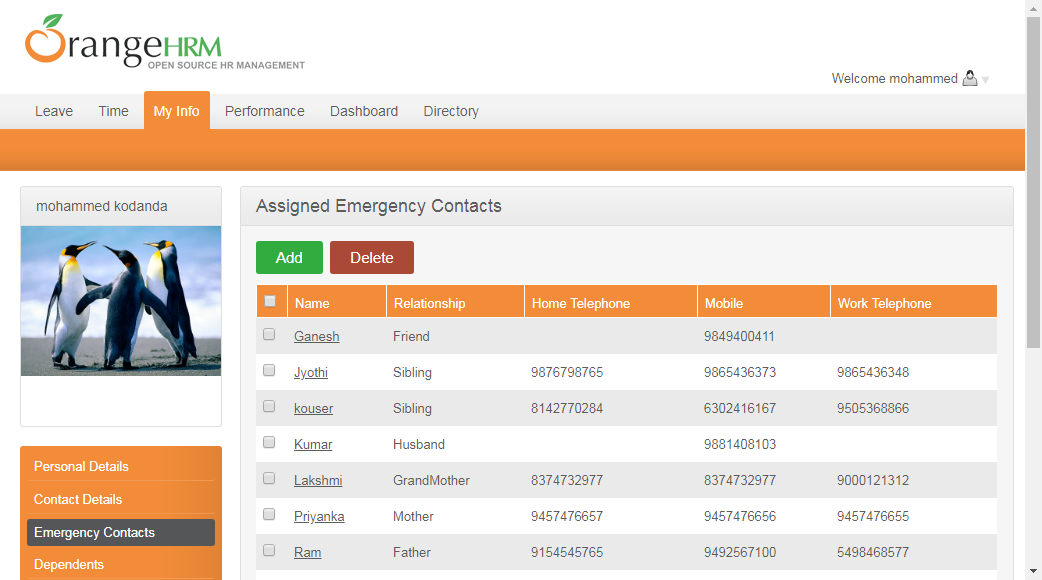 OrangeHRM
OPEN SOURCE HR MANAGEMENT
Welcome mohammed
Leave Time My Info Performance Dashboard Directory
mohammed kodanda
Personal Details
Contact Details
Emergency Contacts
Dependents
Assigned Emergency Contacts
Add Delete
Name Relationship Home Telephone Mobile Work Telephone
Ganesh Friend 9849400411
Jyothi Sibling 9876798765 9865436373 9865436348
kouser Sibling 8142770284 6302416167 9505368866
Kumar Husband 9881408103
Lakshmi GrandMother 8374732977 8374732977 9000121312
Priyanka Mother 9457476657 9457476656 9457476655
Ram Father 9154545765 9492567100 5498468577